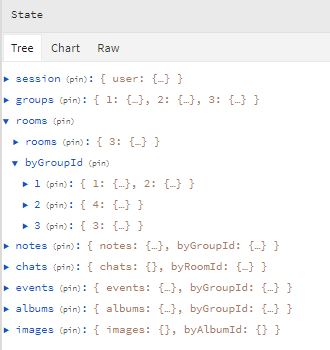 State
Tree Chart Raw
▶ session (pin): { user: {…} }
▶ groups (pin): { 1: {…}, 2: {…}, 3: {…} }
▼ rooms (pin)
▶ rooms (pin): { 3: {…} }
▼ byGroupId (pin)
▶ 1 (pin): { 1: {…}, 2: {…} }
▶ 2 (pin): { 4: {…} }
▶ 3 (pin): { 3: {…} }
▶ notes (pin): { notes: {…}, byGroupId: {…} }
▶ chats (pin): { chats: {}, byRoomId: {…} }
▶ events (pin): { events: {…}, byGroupId: {…} }
▶ albums (pin): { albums: {…}, byGroupId: {…} }
▶ images (pin): { images: {}, byAlbumId: {} }